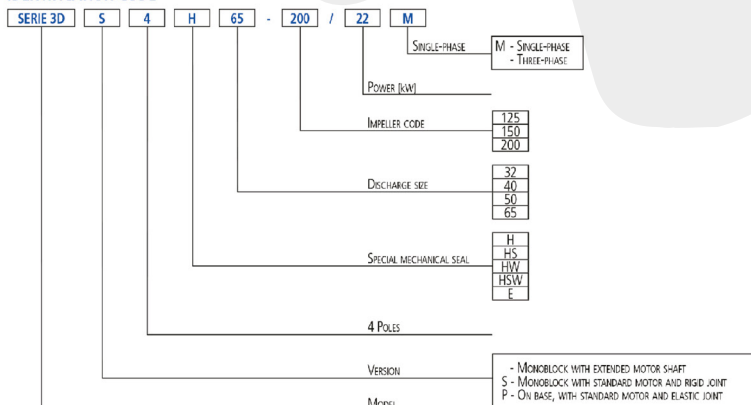 SERIE 3D S 4 H 65 - 200 / 22 M
SINGLE-PHASE
M - SINGLE-PHASE
- THREE-PHASE
POWER [KW]
IMPELLER CODE
125
150
200
DISCHARGE SIZE
32
40
50
65
SPECIAL MECHANICAL SEAL
H
HS
HW
HSW
E
4 POLES
VERSION
- MONOBLOCK WITH EXTENDED MOTOR SHAFT
S - MONOBLOCK WITH STANDARD MOTOR AND RIGID JOINT
P - ON BASE, WITH STANDARD MOTOR AND ELASTIC JOINT
MODEL